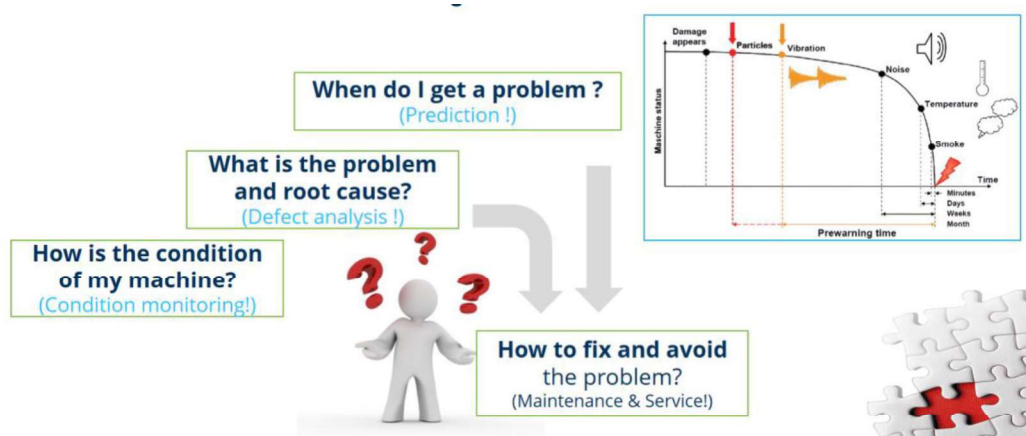 When do I get a problem ?
(Prediction !)
What is the problem
and root cause?
(Defect analysis !)
How is the condition
of my machine?
(Condition monitoring!)
How to fix and avoid
the problem?
(Maintenance & Service!)
Damage
appears
Particles
Vibration
Noise
Temperature
Smoke
Maschine status
Time
Minutes
Days
Weeks
Month
Prewarning time